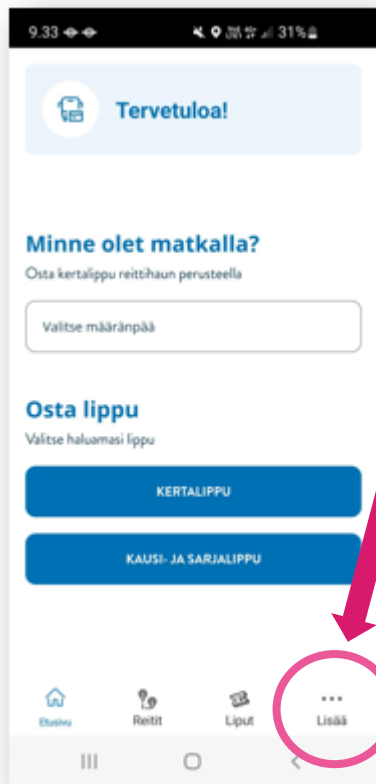 9.33 31%
Tervetuloa!
Minne olet matkalla?
Osta kertalippu reittihaun perusteella
Valitse määränpää
Osta lippu
Valitse haluamasi lippu
KERTALIPPU
KAUSI- JA SARJALIPPU
Etusivu Reitit Liput Lisää